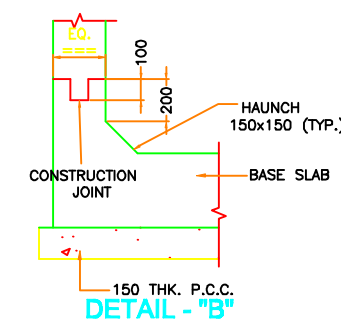 EQ.
===
100
200
HAUNCH
150x150 (TYP.)
CONSTRUCTION
JOINT
BASE SLAB
150 THK. P.C.C.
DETAIL - "B"